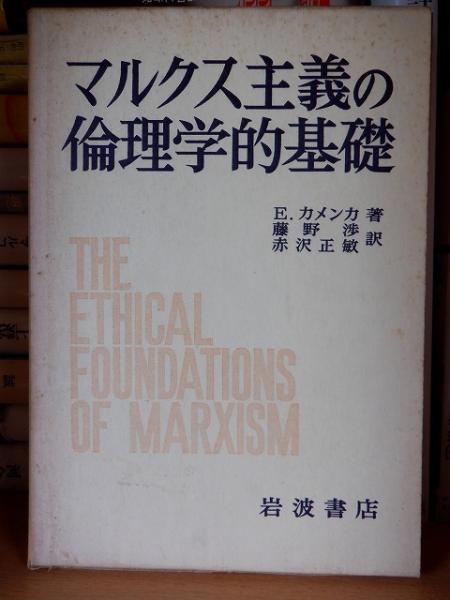 マルクス主義の
倫理学的基礎
E. カメンカ 著
藤野 渉
赤沢正敏 訳
THE
ETHICAL
FOUNDATIONS
OF MARXISM
岩波書店